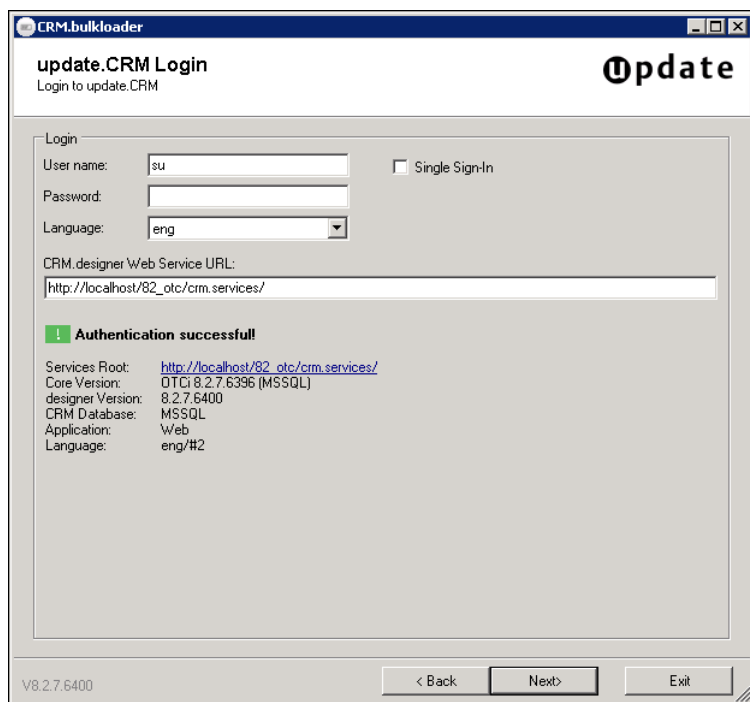 CRM.bulkloader
update.CRM Login
Login to update.CRM
update
Login
User name: su Single Sign-In
Password:
Language: eng
CRM.designer Web Service URL:
http://localhost/82_otc/crm.services/
! Authentication successful!
Services Root: http://localhost/82_otc/crm.services/
Core Version: OTCi 8.2.7.6396 (MSSQL)
designer Version: 8.2.7.6400
CRM Database: MSSQL
Application: Web
Language: eng/#2
V8.2.7.6400 < Back Next> Exit